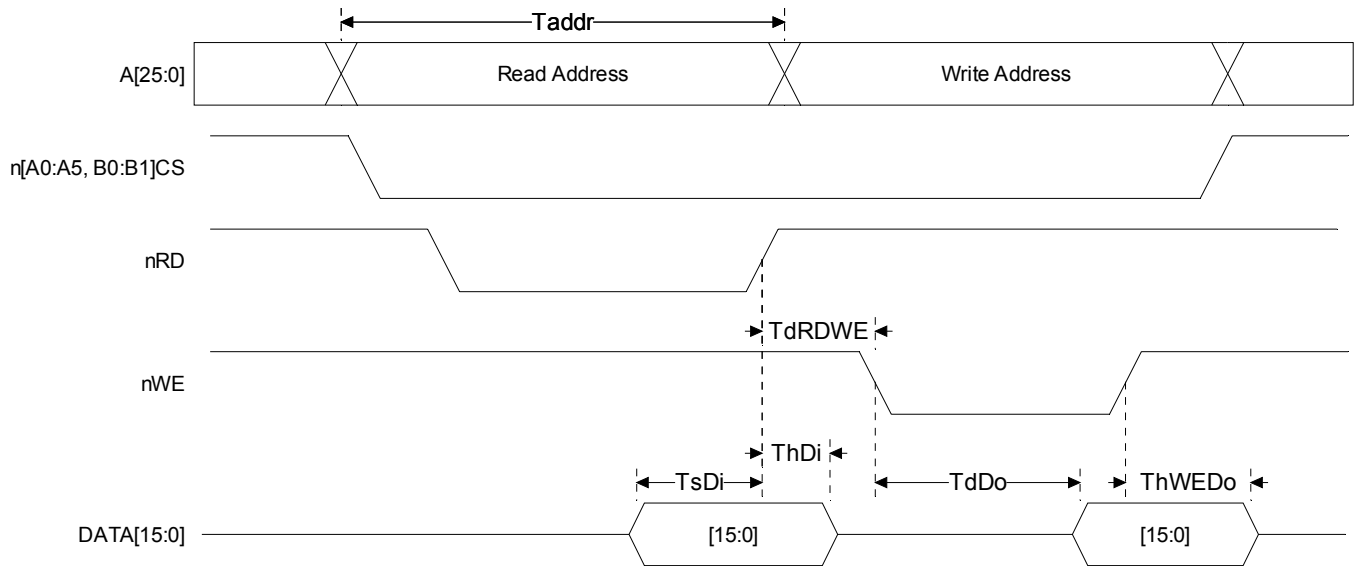 Taddr
A[25:0] Read Address Write Address
n[A0:A5, B0:B1]CS
nRD
TdRDWE
nWE
ThDi
TsDi TdDo ThWEDo
DATA[15:0] [15:0] [15:0]